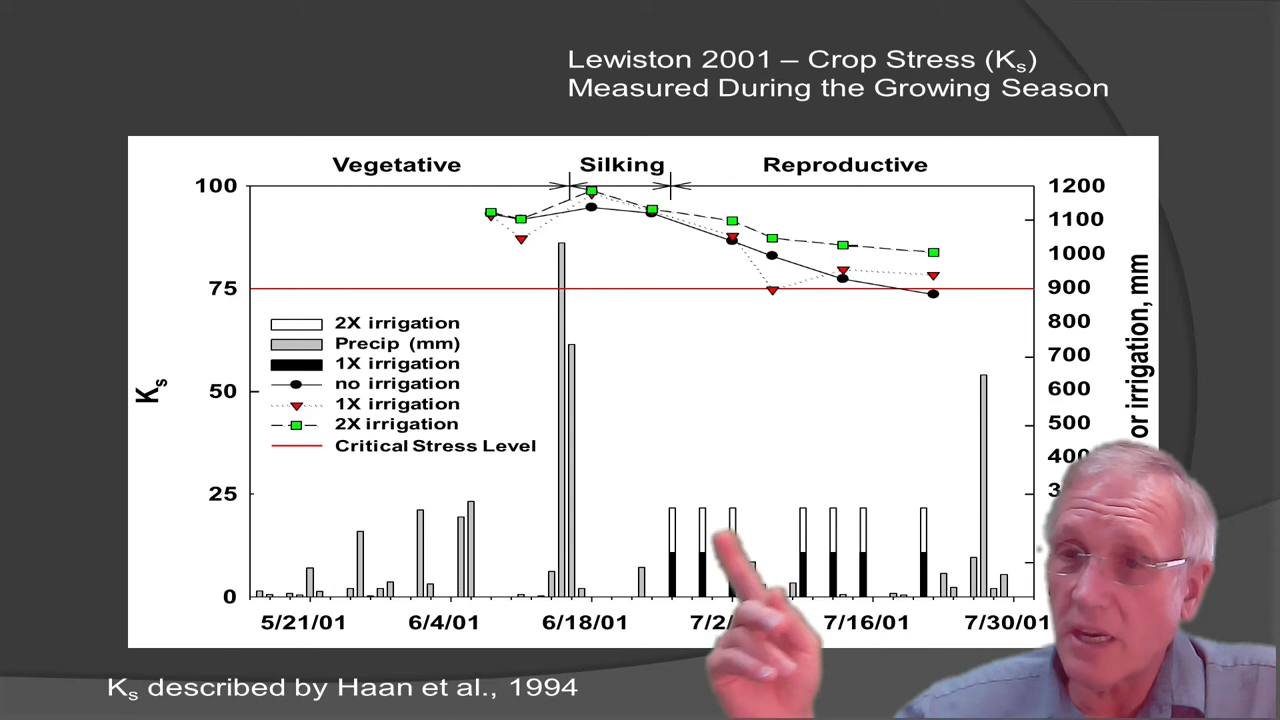 Lewiston 2001 – Crop Stress (Ks)
Measured During the Growing Season
Vegetative
Silking
Reproductive
100
75
50
25
0
Ks
1200
1100
1000
900
800
700
600
500
or irrigation, mm
2X irrigation
Precip (mm)
1X irrigation
no irrigation
1X irrigation
2X irrigation
Critical Stress Level
5/21/01
6/4/01
6/18/01
7/16/01
7/30/01
Ks described by Haan et al., 1994